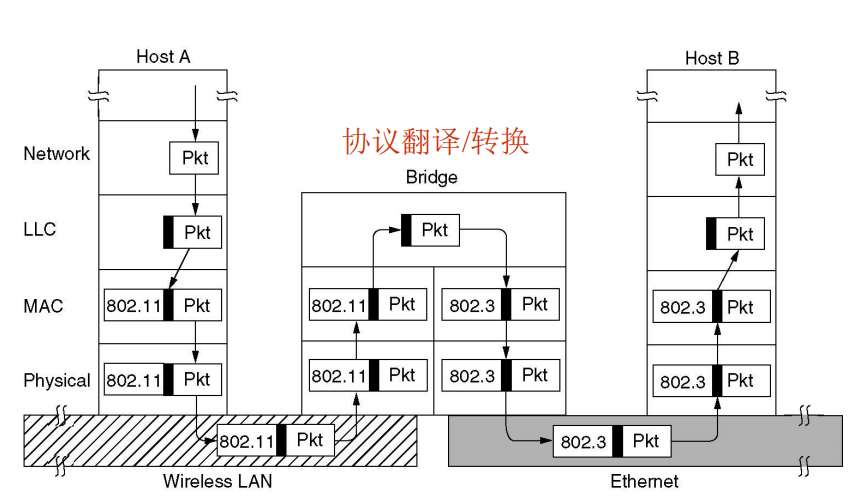 Host A
Host B
协议翻译/转换
Network
Pkt
Pkt
Bridge
LLC
Pkt
Pkt
Pkt
MAC
802.11 Pkt
802.11 Pkt
802.3 Pkt
802.3 Pkt
Physical
802.11 Pkt
802.11 Pkt
802.3 Pkt
802.3 Pkt
802.11 Pkt
802.3 Pkt
Wireless LAN
Ethernet